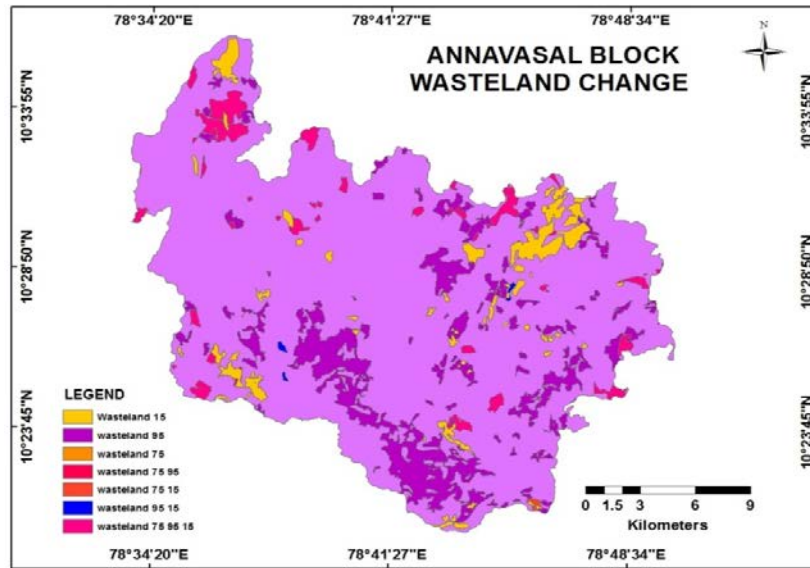 78°34'20"E 78°41'27"E 78°48'34"E
N
ANNAVASAL BLOCK
WASTELAND CHANGE
10°33'55"N 10°33'55"N
10°28'50"N 10°28'50"N
10°23'45"N 10°23'45"N
LEGEND
Wasteland 15
wasteland 95
wasteland 75
wasteland 75 95
wasteland 75 15
wasteland 95 15
wasteland 75 95 15
0 1.5 3 6 9
Kilometers
78°34'20"E 78°41'27"E 78°48'34"E